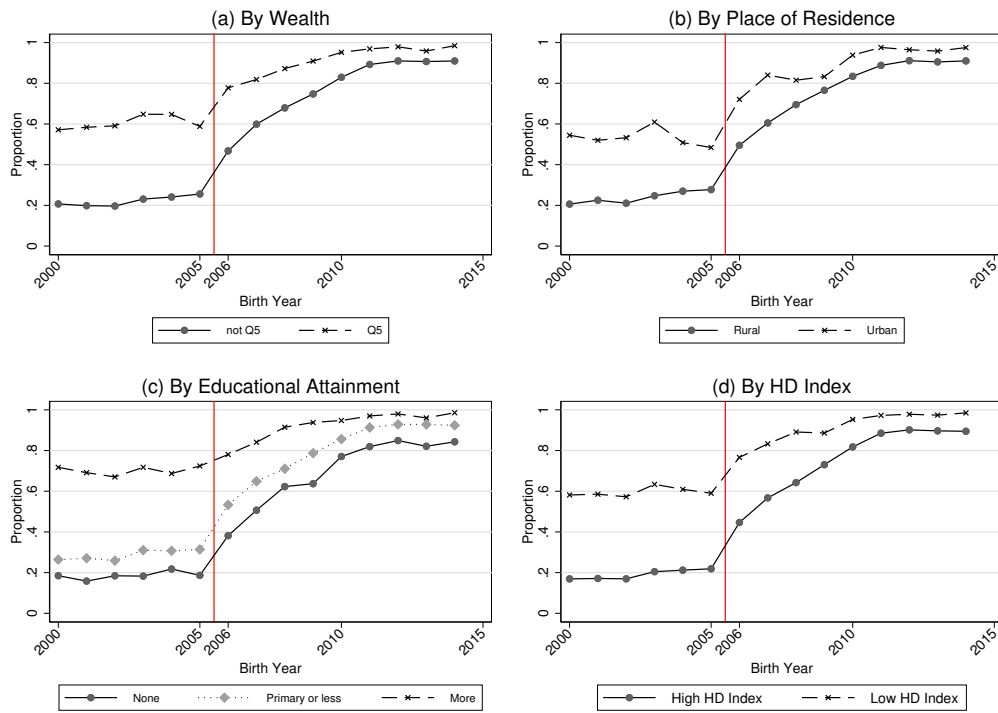 (a) By Wealth
Proportion
0 .2 .4 .6 .8 1
2000 2005 2006 2010 2015
Birth Year
not Q5 Q5
(b) By Place of Residence
Proportion
0 .2 .4 .6 .8 1
2000 2005 2006 2010 2015
Birth Year
Rural Urban
(c) By Educational Attainment
Proportion
0 .2 .4 .6 .8 1
2000 2005 2006 2010 2015
Birth Year
None Primary or less More
(d) By HD Index
Proportion
0 .2 .4 .6 .8 1
2000 2005 2006 2010 2015
Birth Year
High HD Index Low HD Index